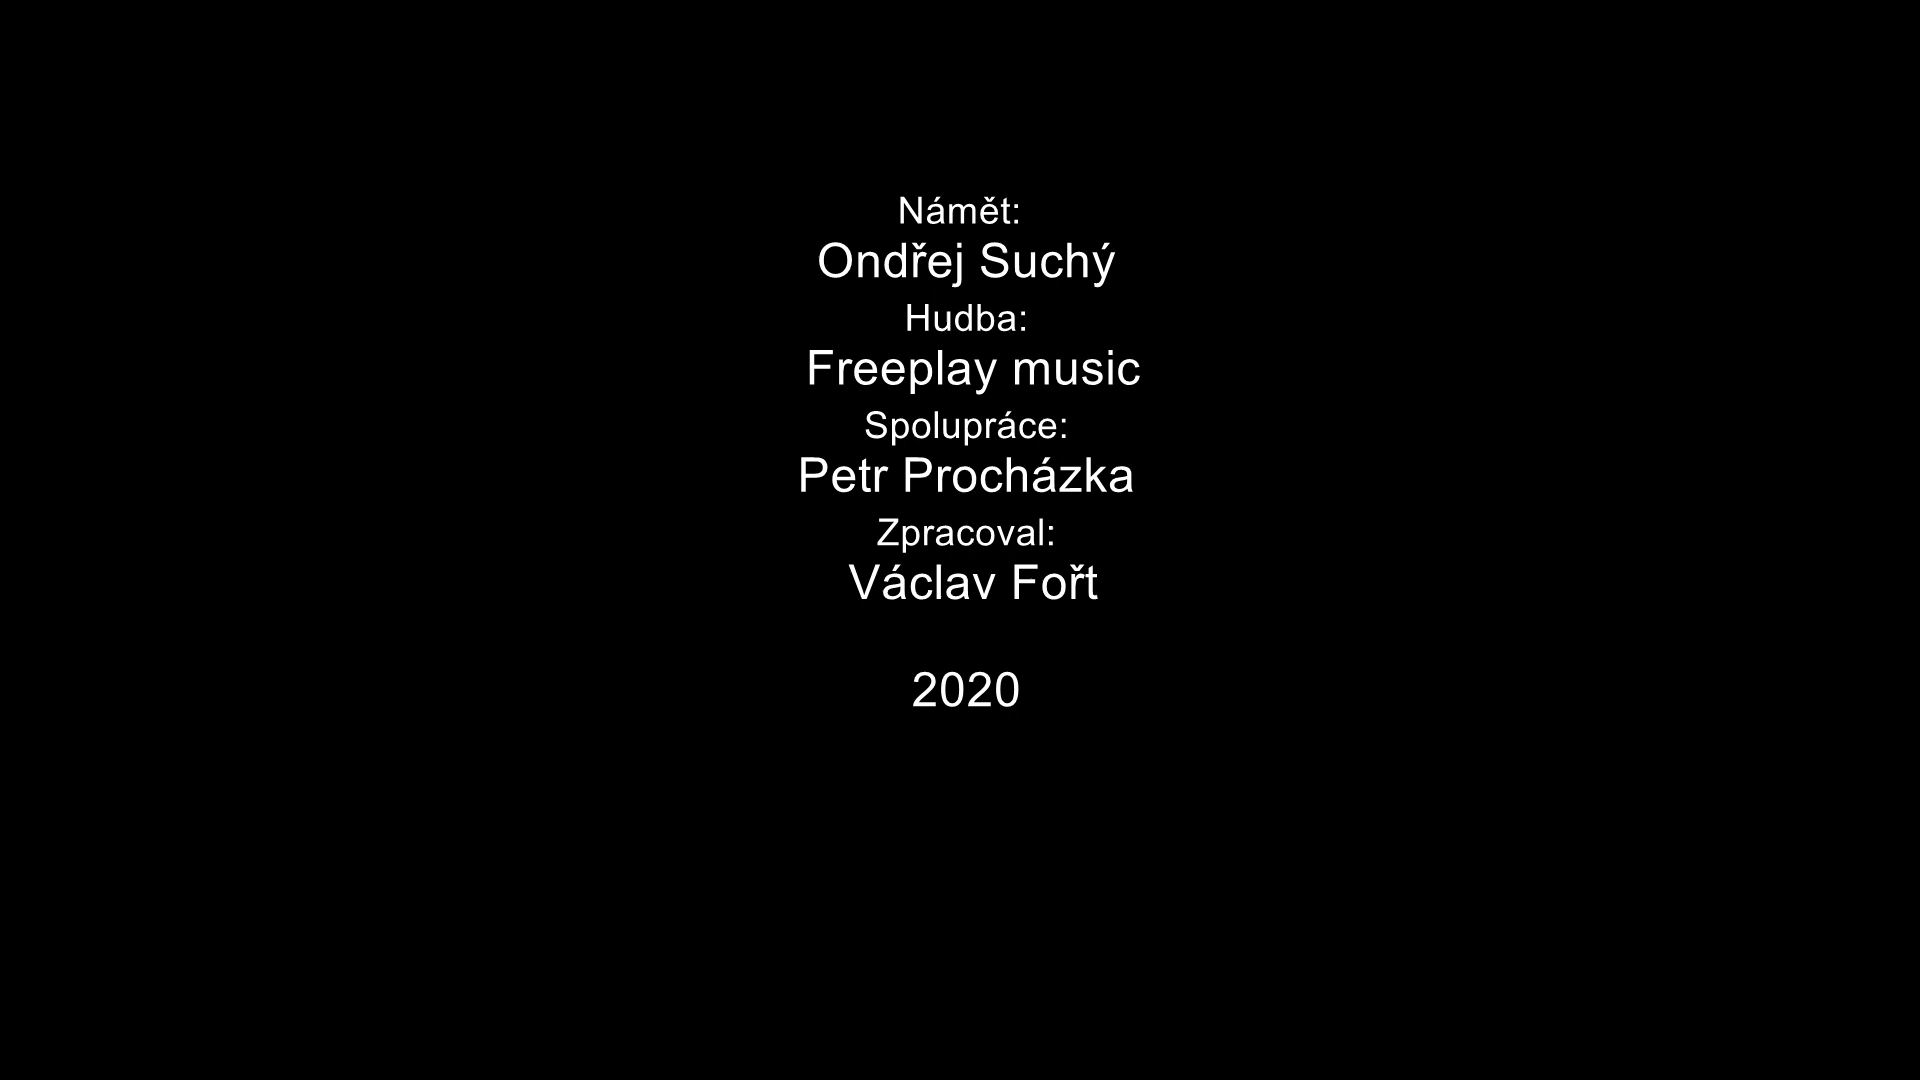 Námět:
Ondřej Suchý
Hudba:
Freeplay music
Spolupráce:
Petr Procházka
Zpracoval:
Václav Fořt
2020